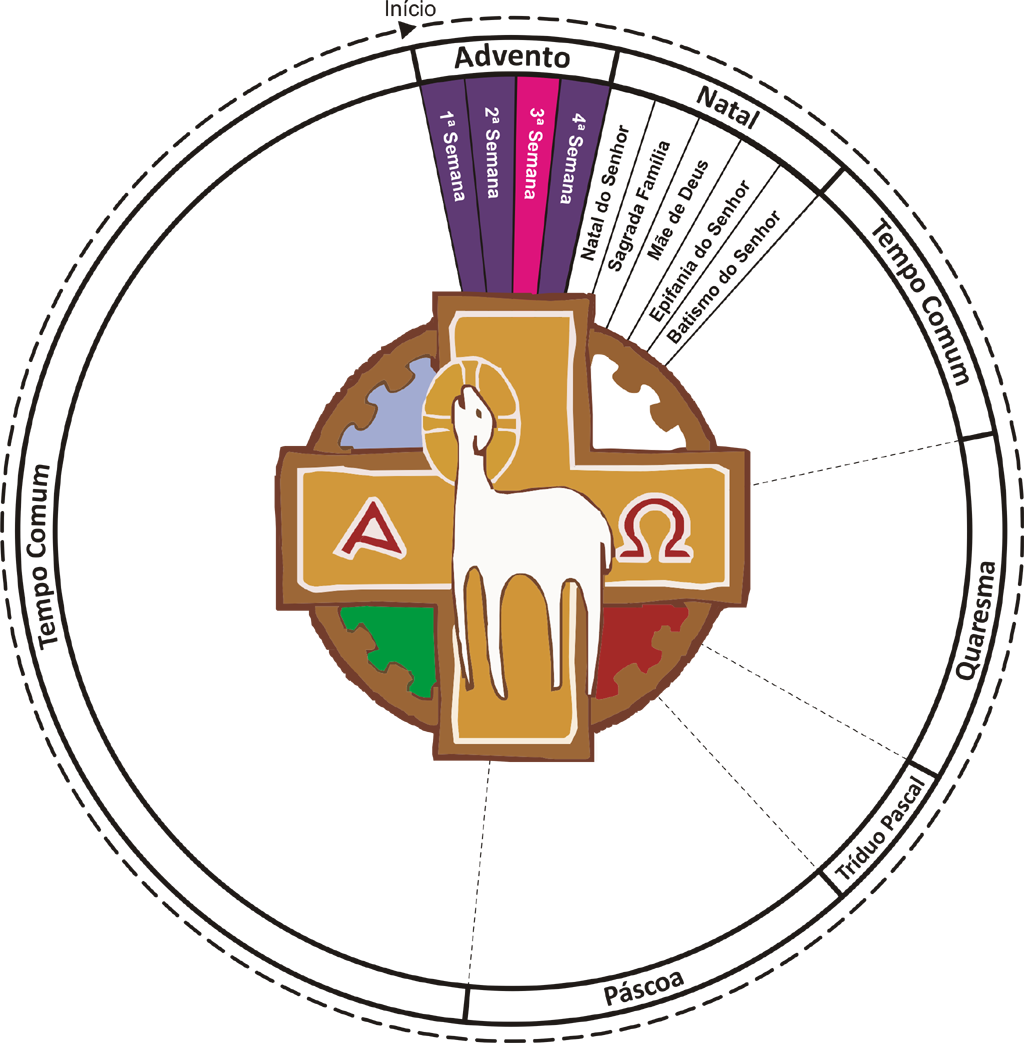 Início
Advento
1ª Semana
2ª Semana
3ª Semana
4ª Semana
Natal
Natal do Senhor
Sagrada Família
Mãe de Deus
Epifania do Senhor
Batismo do Senhor
Tempo Comum
Quaresma
Tríduo Pascal
Páscoa
Tempo Comum
Α
Ω